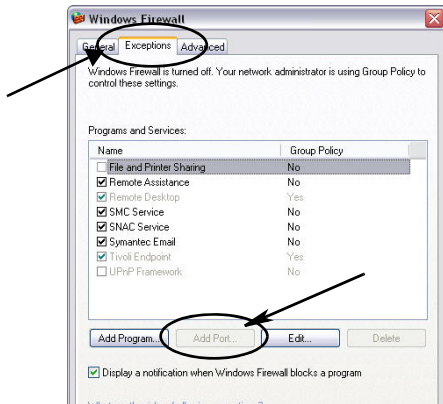 Windows Firewall
General Exceptions Advanced
Windows Firewall is turned off. Your network administrator is using Group Policy to
control these settings.
Programs and Services:
Name Group Policy
File and Printer Sharing No
Remote Assistance No
Remote Desktop Yes
SMC Service No
SNAC Service No
Symantec Email No
Tivoli Endpoint Yes
UPnP Framework No
Add Program... Add Port... Edit... Delete
Display a notification when Windows Firewall blocks a program